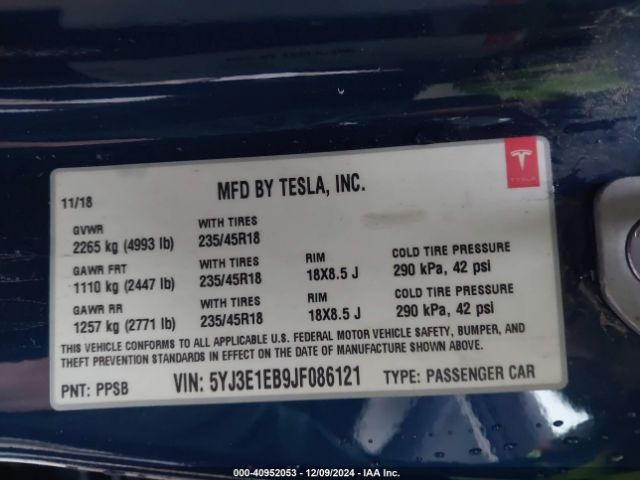 11/18
MFD BY TESLA, INC.
TESLA
GVWR WITH TIRES
2265 kg (4993 lb) 235/45R18
GAWR FRT WITH TIRES RIM COLD TIRE PRESSURE
1110 kg (2447 lb) 235/45R18 18X8.5 J 290 kPa, 42 psi
GAWR RR WITH TIRES RIM COLD TIRE PRESSURE
1257 kg (2771 lb) 235/45R18 18X8.5 J 290 kPa, 42 psi
THIS VEHICLE CONFORMS TO ALL APPLICABLE U.S. FEDERAL MOTOR VEHICLE SAFETY, BUMPER, AND
THEFT PREVENTION STANDARDS IN EFFECT ON THE DATE OF MANUFACTURE SHOWN ABOVE.
PNT: PPSB VIN: 5YJ3E1EB9JF086121 TYPE: PASSENGER CAR
000-40952053 - 12/09/2024 - IAA Inc.